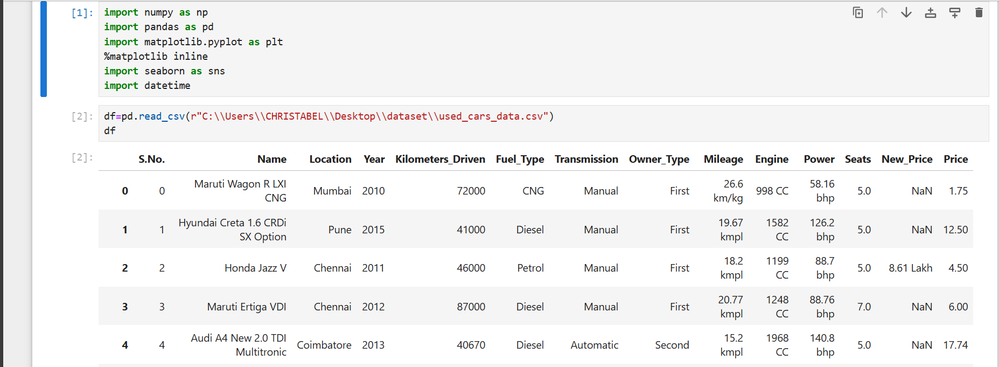 [1]: import numpy as np
import pandas as pd
import matplotlib.pyplot as plt
%matplotlib inline
import seaborn as sns
import datetime
[2]: df=pd.read_csv(r"C:\\Users\\CHRISTABEL\\Desktop\\dataset\\used_cars_data.csv")
df
[2]: S.No. Name Location Year Kilometers_Driven Fuel_Type Transmission Owner_Type Mileage Engine Power Seats New_Price Price
0 0 Maruti Wagon R LXI CNG Mumbai 2010 72000 CNG Manual First 26.6 km/kg 998 CC 58.16 bhp 5.0 NaN 1.75
1 1 Hyundai Creta 1.6 CRDi SX Option Pune 2015 41000 Diesel Manual First 19.67 kmpl 1582 CC 126.2 bhp 5.0 NaN 12.50
2 2 Honda Jazz V Chennai 2011 46000 Petrol Manual First 18.2 kmpl 1199 CC 88.7 bhp 5.0 8.61 Lakh 4.50
3 3 Maruti Ertiga VDI Chennai 2012 87000 Diesel Manual First 20.77 kmpl 1248 CC 88.76 bhp 7.0 NaN 6.00
4 4 Audi A4 New 2.0 TDI Multitronic Coimbatore 2013 40670 Diesel Automatic Second 15.2 kmpl 1968 CC 140.8 bhp 5.0 NaN 17.74